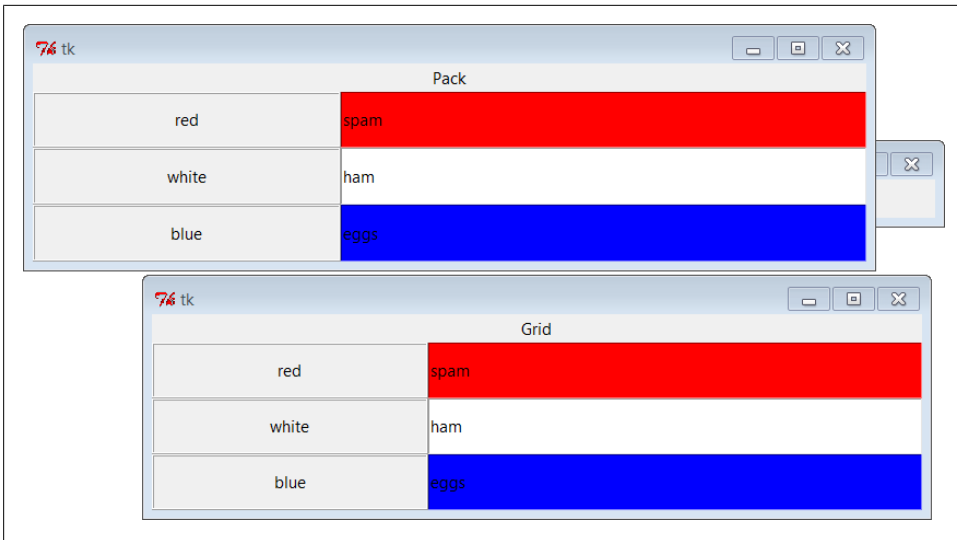 tk
Pack
red spam
white ham
blue eggs
tk
Grid
red spam
white ham
blue eggs